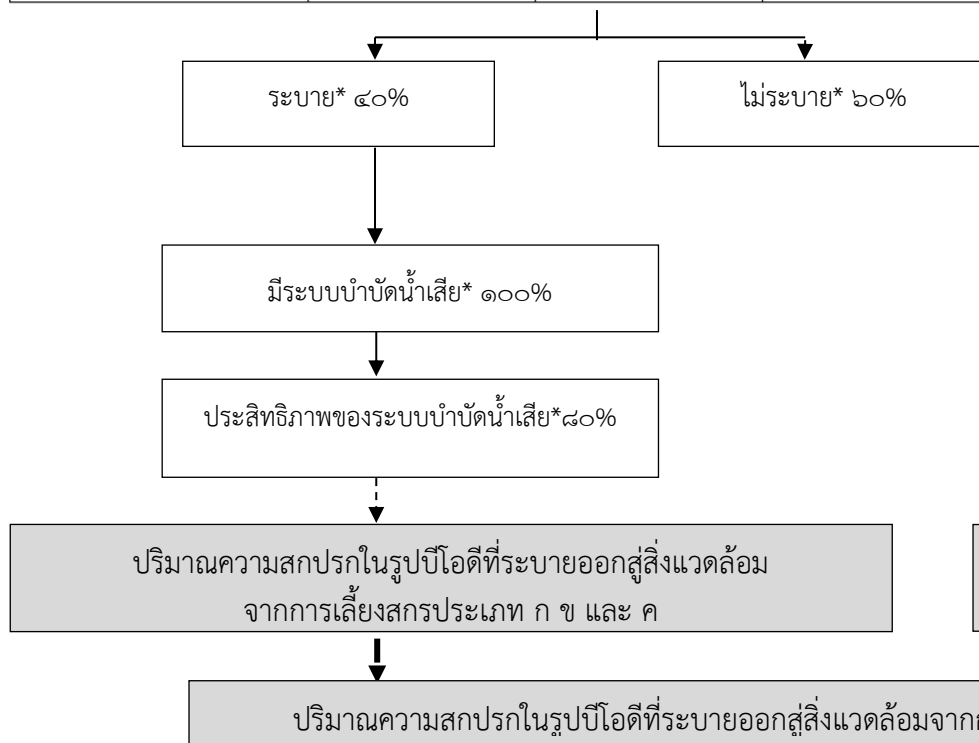 ระบาย* ๔๐%
ไม่ระบาย* ๖๐%
มีระบบบำบัดน้ำเสีย* ๑๐๐%
ประสิทธิภาพของระบบบำบัดน้ำเสีย*๘๐%
ปริมาณความสกปรกในรูปบีโอดีที่ระบายออกสู่สิ่งแวดล้อม
จากการเลี้ยงสุกรประเภท ก ข และ ค
ปริมาณความสกปรกในรูปบีโอดีที่ระบายออกสู่สิ่งแวดล้อมจาก